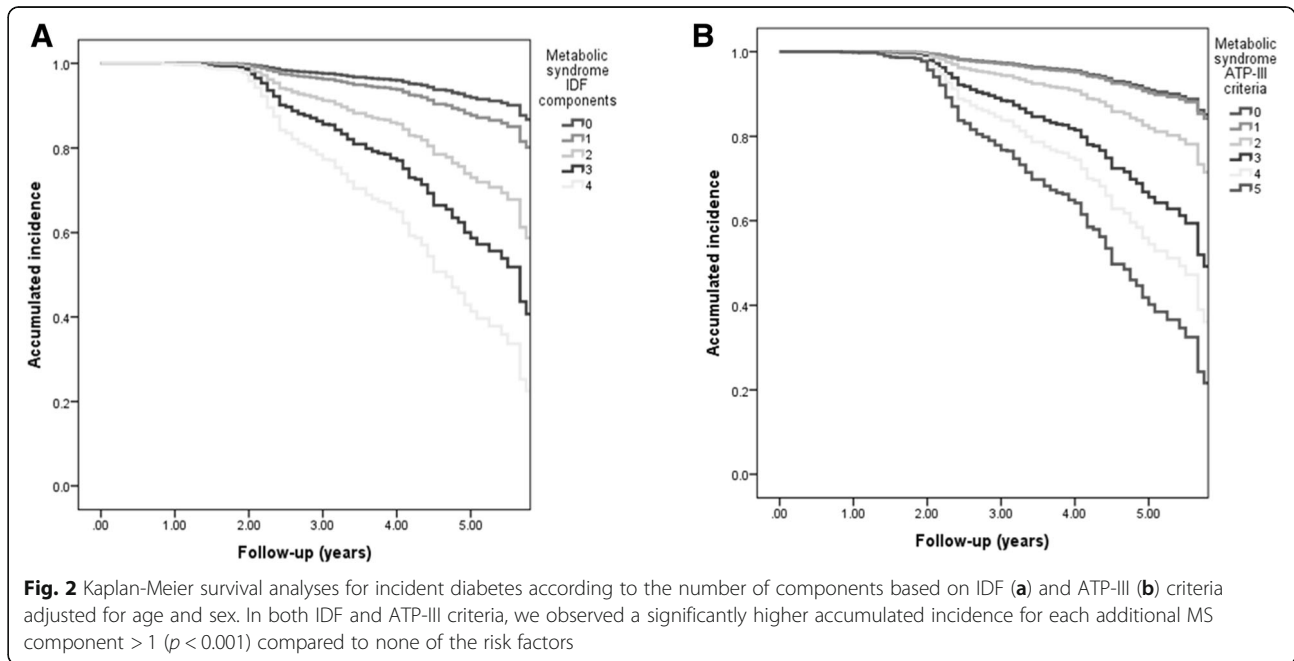 A
Metabolic
syndrome
IDF
components
0
1
2
3
4
Accumulated incidence
1.0
0.8
0.6
0.4
0.2
0.0
.00 1.00 2.00 3.00 4.00 5.00
Follow-up (years)
B
Metabolic
syndrome
ATP-III
criteria
0
1
2
3
4
5
Accumulated incidence
1.0
0.8
0.6
0.4
0.2
0.0
.00 1.00 2.00 3.00 4.00 5.00
Follow-up (years)
Fig. 2 Kaplan-Meier survival analyses for incident diabetes according to the number of components based on IDF (a) and ATP-III (b) criteria
adjusted for age and sex. In both IDF and ATP-III criteria, we observed a significantly higher accumulated incidence for each additional MS
component > 1 (p < 0.001) compared to none of the risk factors